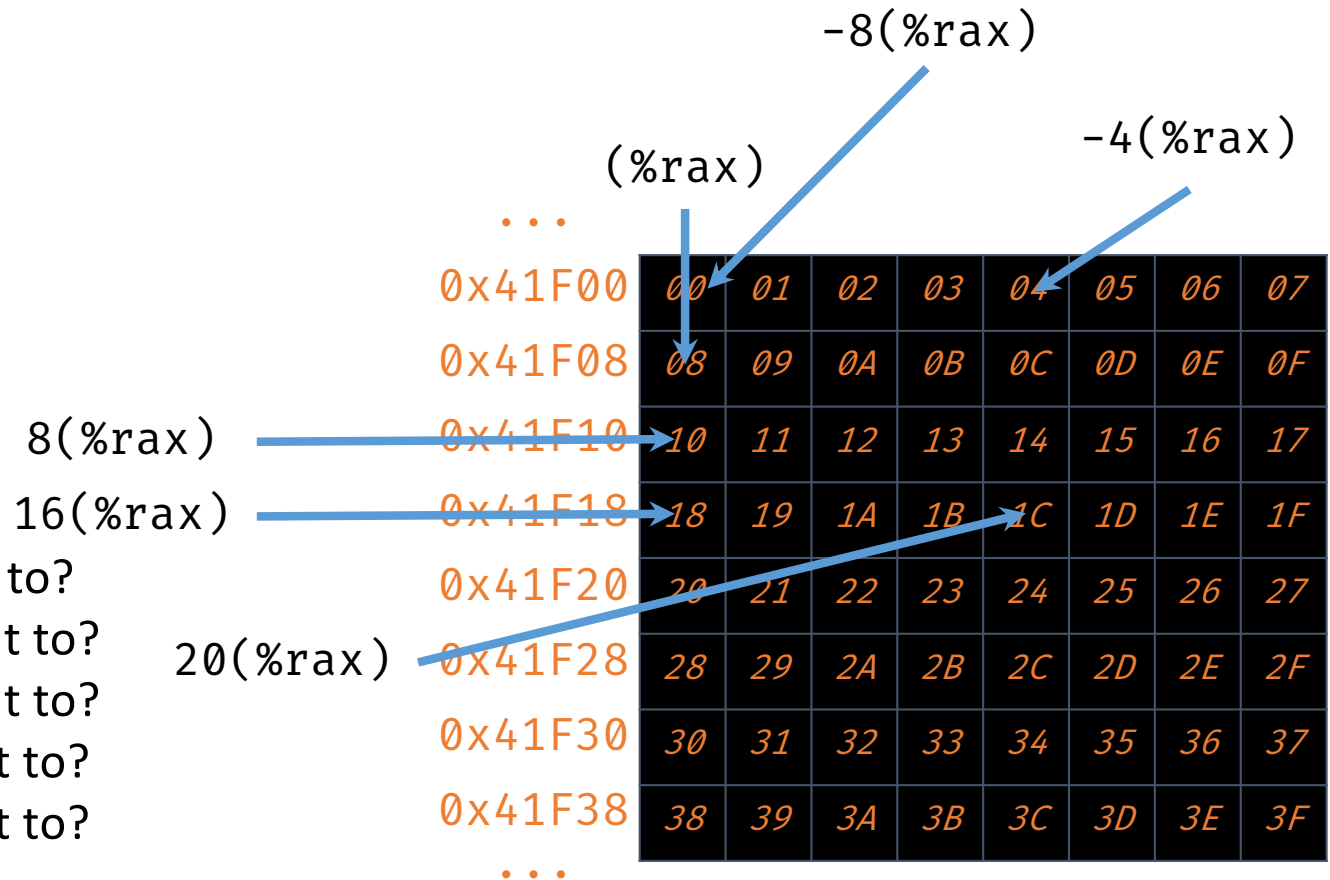 -8(%rax)
-4(%rax)
(%rax)
...
0x41F00 00 01 02 03 04 05 06 07
0x41F08 08 09 0A 0B 0C 0D 0E 0F
8(%rax) 0x41F10 10 11 12 13 14 15 16 17
16(%rax) 0x41F18 18 19 1A 1B 1C 1D 1E 1F
to?
0x41F20 20 21 22 23 24 25 26 27
t to?
20(%rax) 0x41F28 28 29 2A 2B 2C 2D 2E 2F
t to?
0x41F30 30 31 32 33 34 35 36 37
t to?
0x41F38 38 39 3A 3B 3C 3D 3E 3F
t to?
...